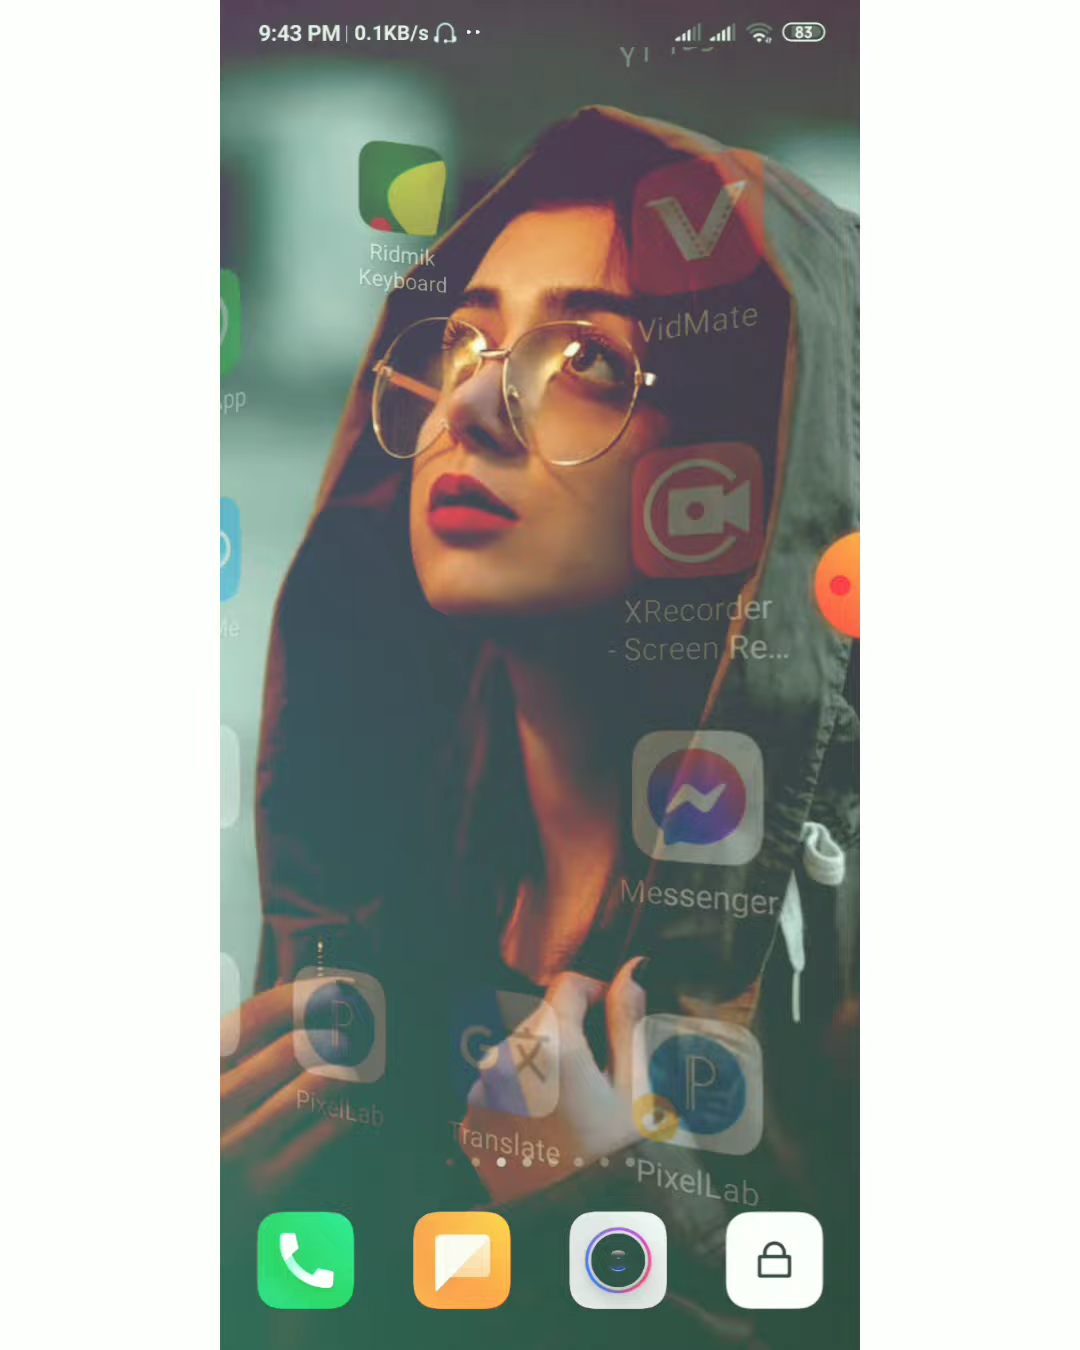 9:43 PM | 0.1KB/s
83
Ridmik
Keyboard
VidMate
XRecorder
- Screen Re...
Messenger
PixelLab
Translate
PixelLab